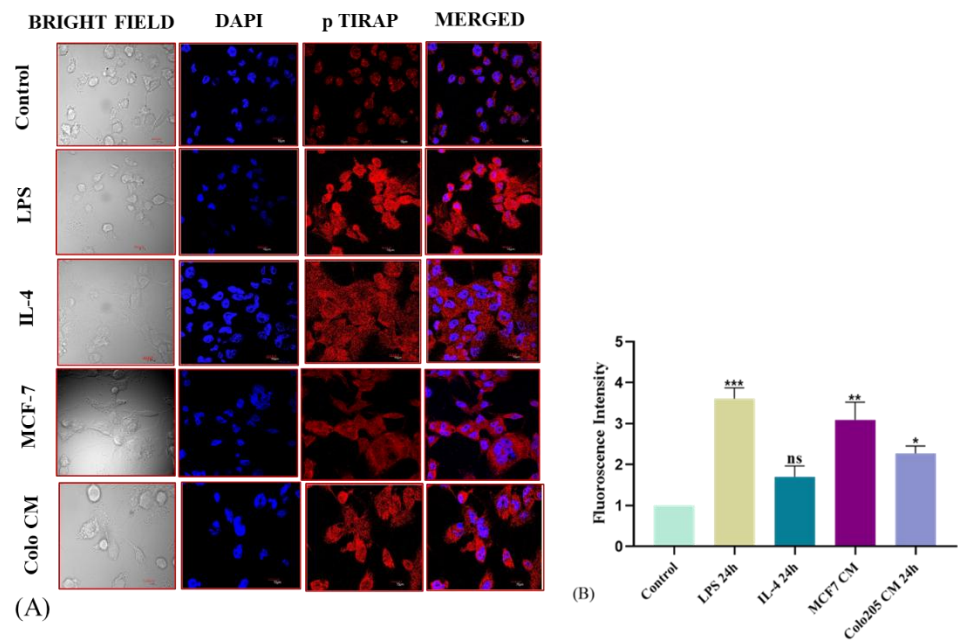 BRIGHT FIELD DAPI p TIRAP MERGED
Control
LPS
IL-4
MCF-7
Colo CM
(A)
Fluoroscence Intensity
5
4
3
2
1
0
***
ns
**
*
Control
LPS 24h
IL-4 24h
MCF7 CM
Colo205 CM 24h
(B)